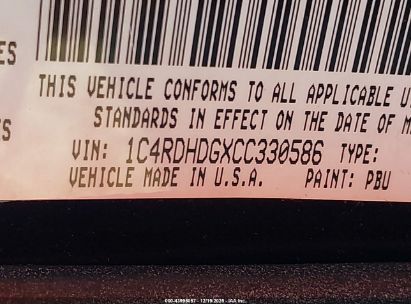 ES
THIS VEHICLE CONFORMS TO ALL APPLICABLE U
STANDARDS IN EFFECT ON THE DATE OF M
S
VIN: 1C4RDHDGXCC330586 TYPE:
VEHICLE MADE IN U.S.A. PAINT: PBU